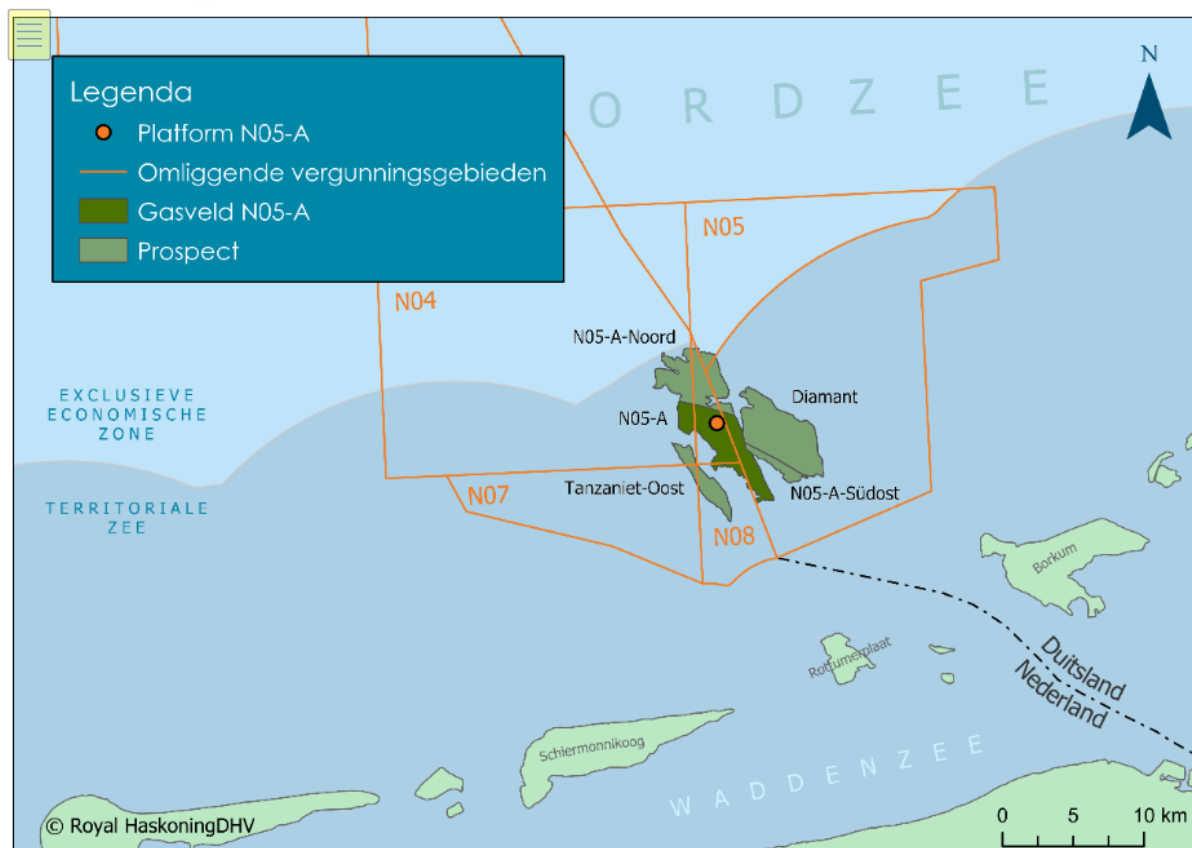 Legenda
Platform N05-A
Omliggende vergunningsgebieden
Gasveld N05-A
Prospect
ORDZEE
N
N05
N04
N05-A-Noord
EXCLUSIEVE
ECONOMISCHE
ZONE
Diamant
N05-A
Tanzaniet-Oost
N05-A-Südost
N07
TERRITORIALE
ZEE
N08
Borkum
Rottumerplaat
Duitsland
Nederland
Schiermonnikoog
WADDENZEE
© Royal HaskoningDHV
0 5 10 km